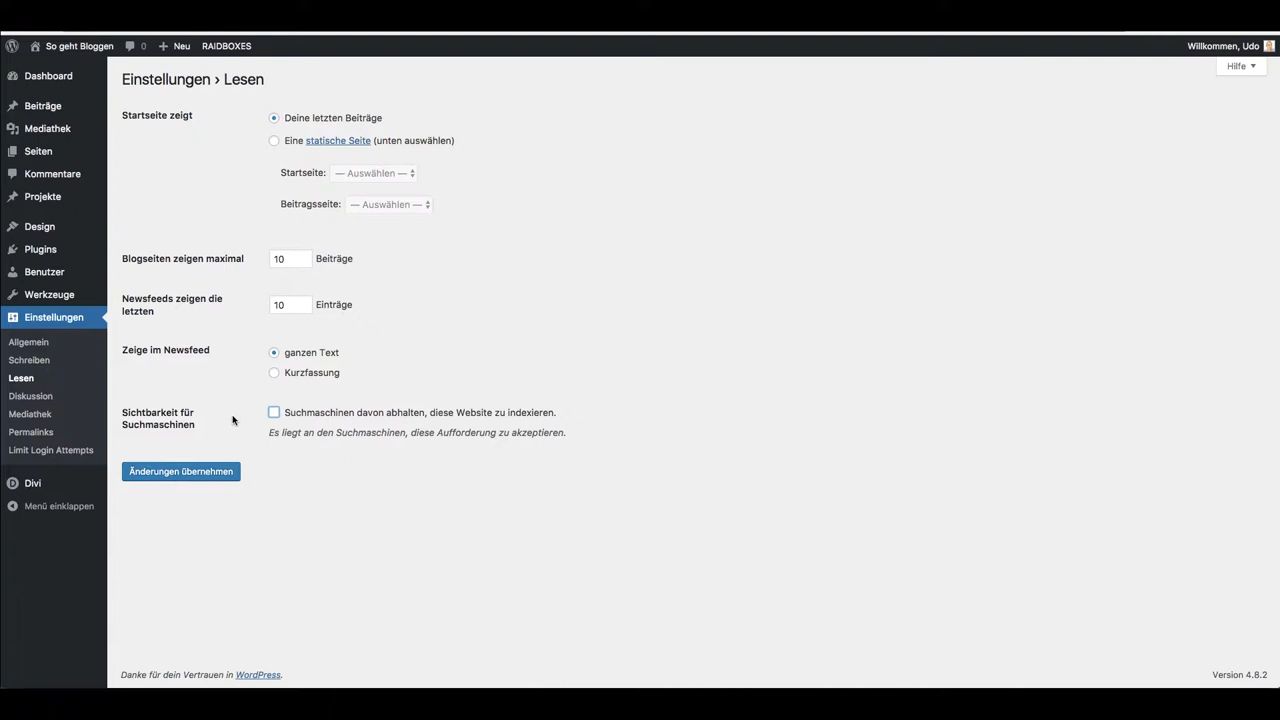 So geht Bloggen 0 Neu RAIDBOXES Willkommen, Udo
Hilfe
Dashboard
Beiträge
Mediathek
Seiten
Kommentare
Projekte
Design
Plugins
Benutzer
Werkzeuge
Einstellungen
Allgemein
Schreiben
Lesen
Diskussion
Mediathek
Permalinks
Limit Login Attempts
Divi
Menü einklappen
Einstellungen › Lesen
Startseite zeigt
Deine letzten Beiträge
Eine statische Seite (unten auswählen)
Startseite: — Auswählen —
Beitragsseite: — Auswählen —
Blogseiten zeigen maximal 10 Beiträge
Newsfeeds zeigen die
letzten
10 Einträge
Zeige im Newsfeed
ganzen Text
Kurzfassung
Sichtbarkeit für
Suchmaschinen
Suchmaschinen davon abhalten, diese Website zu indexieren.
Es liegt an den Suchmaschinen, diese Aufforderung zu akzeptieren.
Änderungen übernehmen
Danke für dein Vertrauen in WordPress. Version 4.8.2